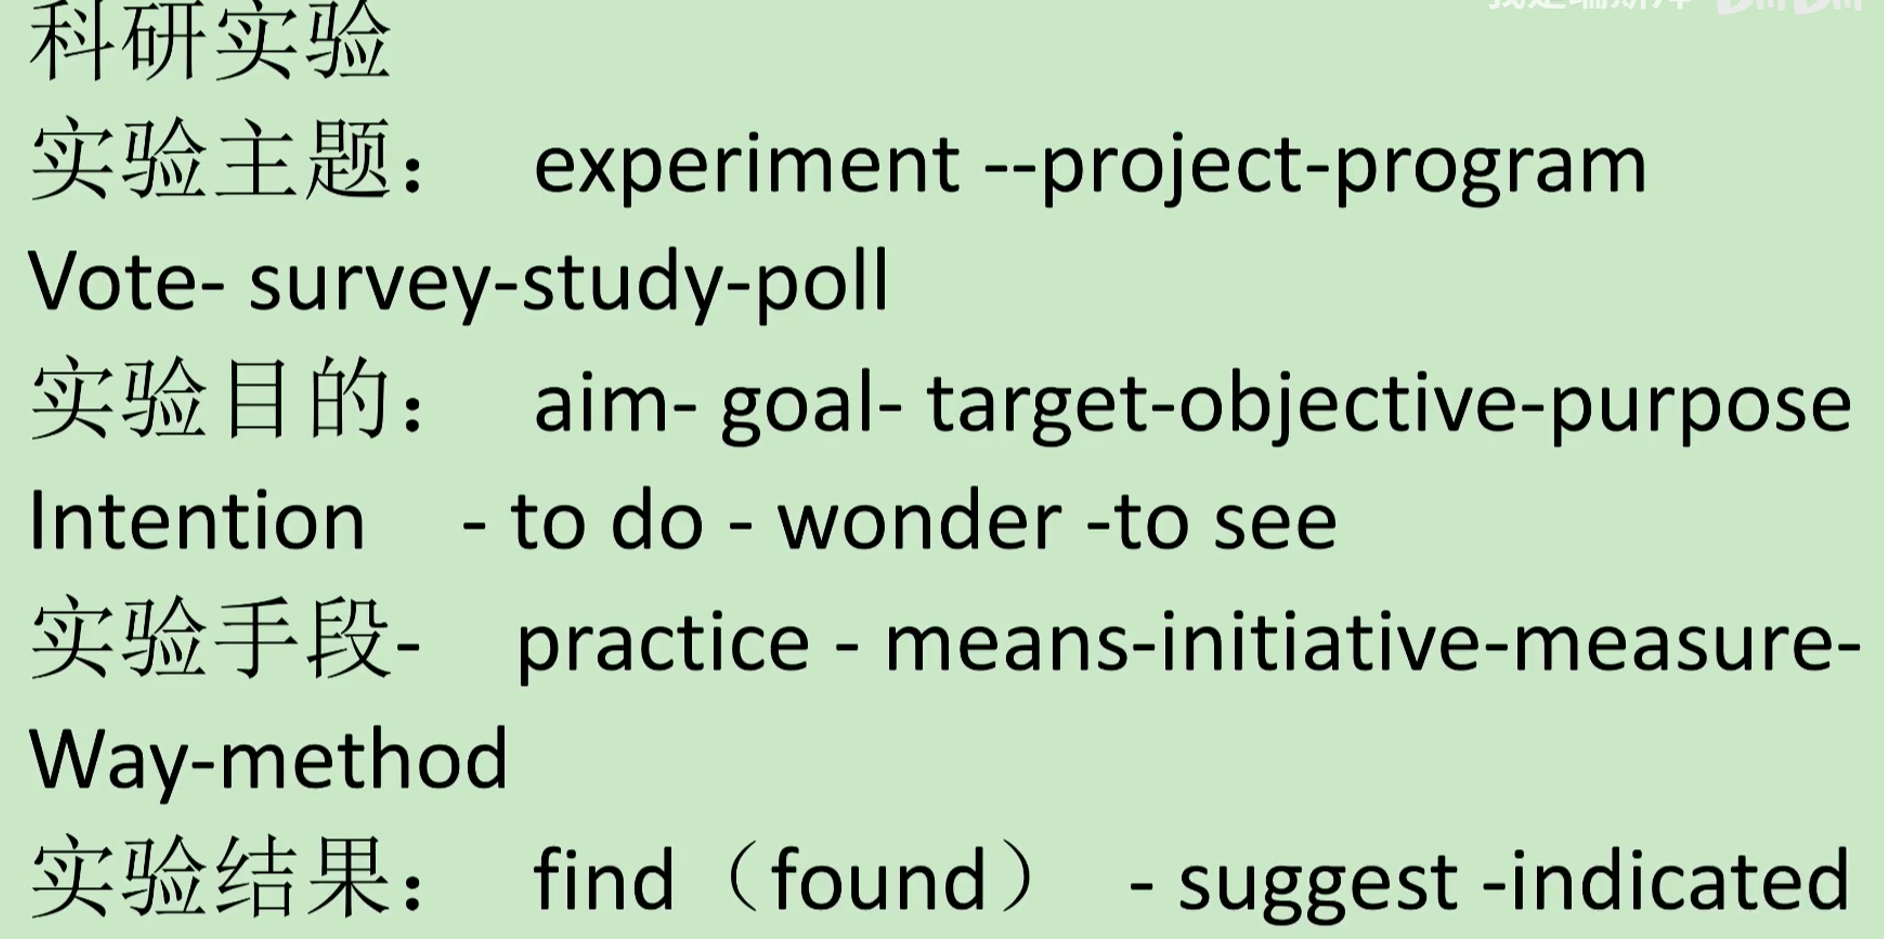 科研实验
实验主题： experiment --project-program
Vote- survey-study-poll
实验目的： aim- goal- target-objective-purpose
Intention - to do - wonder -to see
实验手段- practice - means-initiative-measure-
Way-method
实验结果： find（found） - suggest -indicated